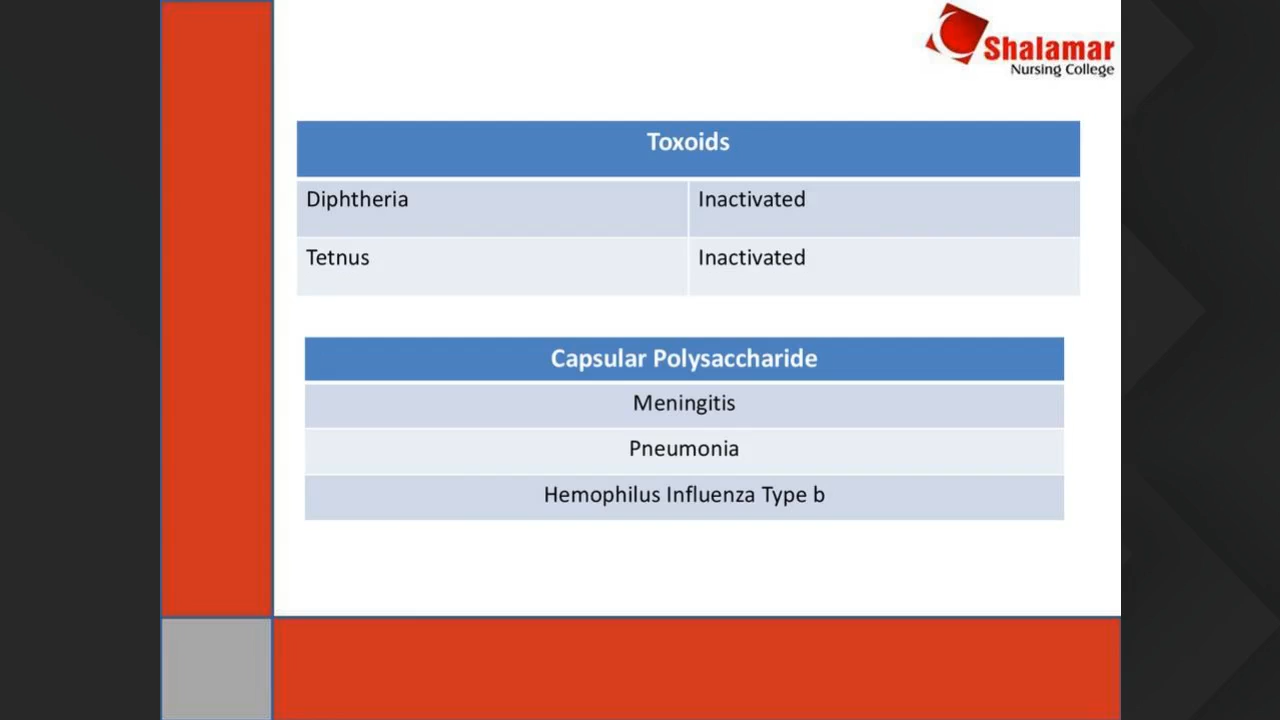 Shalamar
Nursing College
Toxoids
Diphtheria Inactivated
Tetnus Inactivated
Capsular Polysaccharide
Meningitis
Pneumonia
Hemophilus Influenza Type b